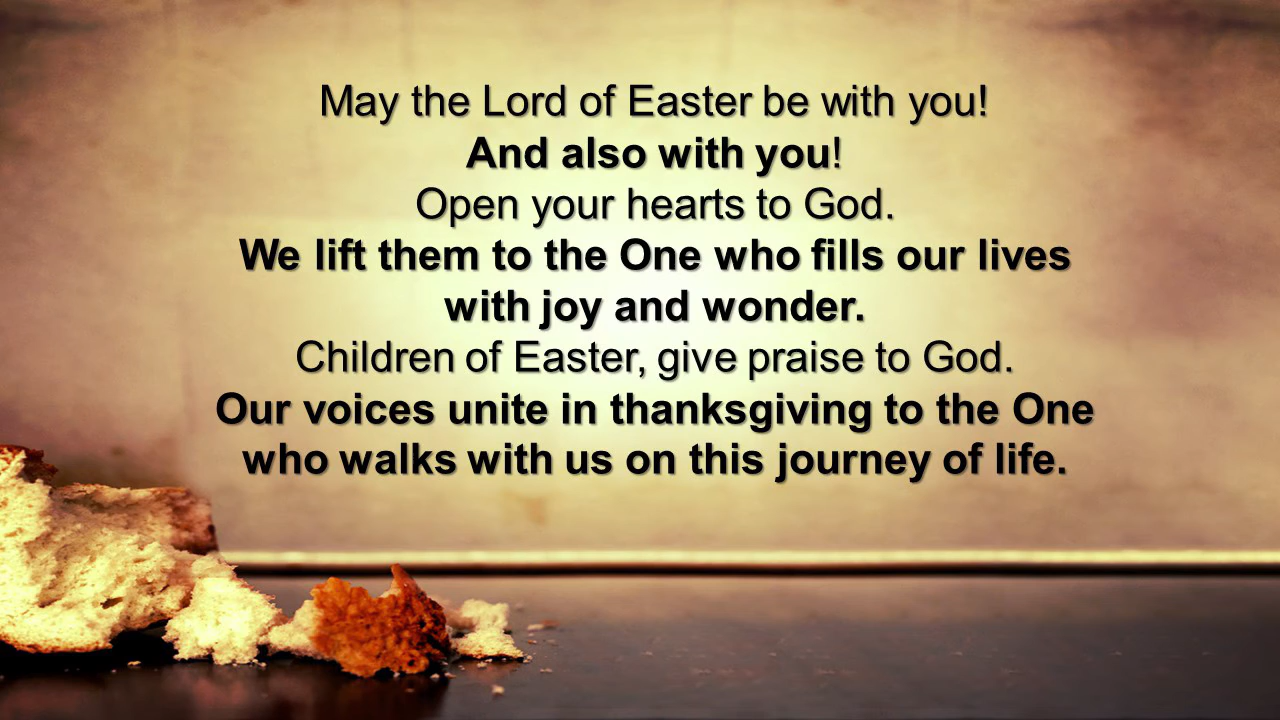 May the Lord of Easter be with you!
And also with you!
Open your hearts to God.
We lift them to the One who fills our lives
with joy and wonder.
Children of Easter, give praise to God.
Our voices unite in thanksgiving to the One
who walks with us on this journey of life.